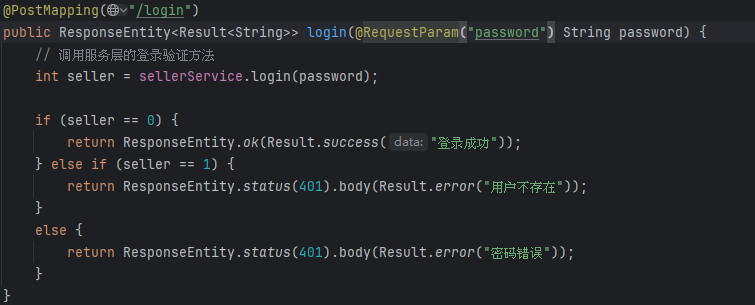 @PostMapping("/login")
public ResponseEntity<Result<String>> login(@RequestParam("password") String password) {
// 调用服务层的登录验证方法
int seller = sellerService.login(password);
if (seller == 0) {
return ResponseEntity.ok(Result.success( data: "登录成功"));
} else if (seller == 1) {
return ResponseEntity.status(401).body(Result.error("用户不存在"));
}
else {
return ResponseEntity.status(401).body(Result.error("密码错误"));
}
}